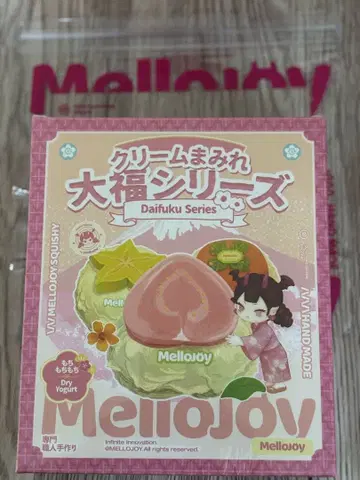 MelloJoy
クリームまみれ
大福シリーズ
Daifuku Series
\/\/\ MELLOJOY SQUISHY
/\/\/\ HAND MADE
Mello
MelloJoy
もち
もちもち
Dry
Yogurt
MelloJoy
専門
職人手作り
Infinite Innovation.
@MELLOJOY.All rights reserved.
MelloJoy